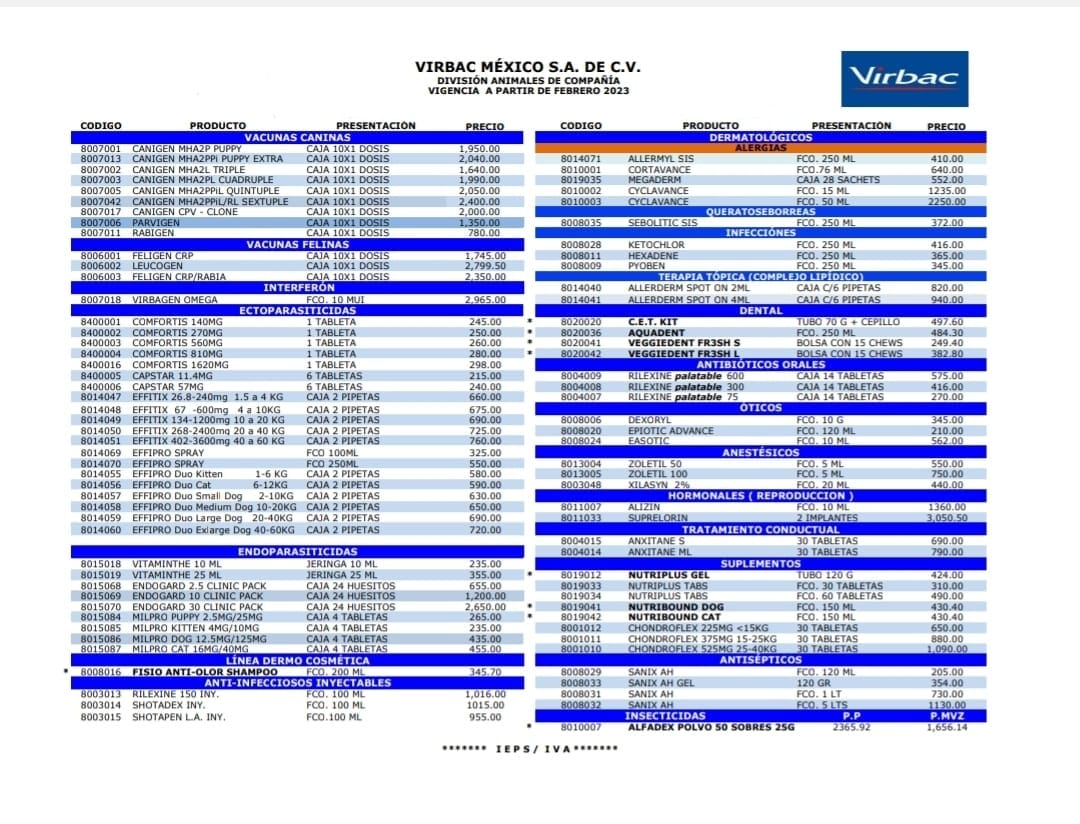 VIRBAC MÉXICO S.A. DE C.V.
DIVISIÓN ANIMALES DE COMPAÑÍA
VIGENCIA A PARTIR DE FEBRERO 2023
Virbac
CODIGO PRODUCTO PRESENTACIÓN PRECIO
VACUNAS CANINAS
8007001 CANIGEN MHA2P PUPPY CAJA 10X1 DOSIS 1,950.00
8007013 CANIGEN MHA2PPi PUPPY EXTRA CAJA 10X1 DOSIS 2,040.00
8007002 CANIGEN MHA2L TRIPLE CAJA 10X1 DOSIS 1,640.00
8007003 CANIGEN MHA2PL CUADRUPLE CAJA 10X1 DOSIS 1,990.00
8007005 CANIGEN MHA2PPiL QUINTUPLE CAJA 10X1 DOSIS 2,050.00
8007042 CANIGEN MHA2PPiL/RL SEXTUPLE CAJA 10X1 DOSIS 2,400.00
8007017 CANIGEN CPV - CLONE CAJA 10X1 DOSIS 2,000.00
8007006 PARVIGEN CAJA 10X1 DOSIS 1,350.00
8007011 RABIGEN CAJA 10X1 DOSIS 780.00
VACUNAS FELINAS
8006001 FELIGEN CRP CAJA 10X1 DOSIS 1,745.00
8006002 LEUCOGEN CAJA 10X1 DOSIS 2,799.50
8006003 FELIGEN CRP/RABIA CAJA 10X1 DOSIS 2,350.00
INTERFERÓN
8007018 VIRBAGEN OMEGA FCO. 10 MUI 2,965.00
ECTOPARASITICIDAS
8400001 COMFORTIS 140MG 1 TABLETA 245.00
8400002 COMFORTIS 270MG 1 TABLETA 250.00
8400003 COMFORTIS 560MG 1 TABLETA 260.00
8400004 COMFORTIS 810MG 1 TABLETA 280.00
8400016 COMFORTIS 1620MG 1 TABLETA 298.00
8400005 CAPSTAR 11.4MG 6 TABLETAS 215.00
8400006 CAPSTAR 57MG 6 TABLETAS 240.00
8014047 EFFITIX 26.8-240mg 1.5 a 4 KG CAJA 2 PIPETAS 660.00
8014048 EFFITIX 67 -600mg 4 a 10KG CAJA 2 PIPETAS 675.00
8014049 EFFITIX 134-1200mg 10 a 20 KG CAJA 2 PIPETAS 690.00
8014050 EFFITIX 268-2400mg 20 a 40 KG CAJA 2 PIPETAS 725.00
8014051 EFFITIX 402-3600mg 40 a 60 KG CAJA 2 PIPETAS 760.00
8014069 EFFIPRO SPRAY FCO 100ML 325.00
8014070 EFFIPRO SPRAY FCO 250ML 550.00
8014055 EFFIPRO Duo Kitten 1-6 KG CAJA 2 PIPETAS 580.00
8014056 EFFIPRO Duo Cat 6-12KG CAJA 2 PIPETAS 590.00
8014057 EFFIPRO Duo Small Dog 2-10KG CAJA 2 PIPETAS 630.00
8014058 EFFIPRO Duo Medium Dog 10-20KG CAJA 2 PIPETAS 650.00
8014059 EFFIPRO Duo Large Dog 20-40KG CAJA 2 PIPETAS 690.00
8014060 EFFIPRO Duo Exlarge Dog 40-60KG CAJA 2 PIPETAS 720.00
ENDOPARASITICIDAS
8015018 VITAMINTHE 10 ML JERINGA 10 ML 235.00
8015019 VITAMINTHE 25 ML JERINGA 25 ML 355.00
8015068 ENDOGARD 2.5 CLINIC PACK CAJA 24 HUESITOS 655.00
8015069 ENDOGARD 10 CLINIC PACK CAJA 24 HUESITOS 1,200.00
8015070 ENDOGARD 30 CLINIC PACK CAJA 24 HUESITOS 2,650.00
8015084 MILPRO PUPPY 2.5MG/25MG CAJA 4 TABLETAS 265.00
8015085 MILPRO KITTEN 4MG/10MG CAJA 4 TABLETAS 235.00
8015086 MILPRO DOG 12.5MG/125MG CAJA 4 TABLETAS 435.00
8015087 MILPRO CAT 16MG/40MG CAJA 4 TABLETAS 455.00
LÍNEA DERMO COSMÉTICA
* 8008016 FISIO ANTI-OLOR SHAMPOO FCO. 200 ML 345.70
ANTI-INFECCIOSOS INYECTABLES
8003013 RILEXINE 150 INY. FCO. 100 ML 1,016.00
8003014 SHOTADEX INY. FCO. 100 ML 1015.00
8003015 SHOTAPEN L.A. INY. FCO.100 ML 955.00
CODIGO PRODUCTO PRESENTACIÓN PRECIO
DERMATOLÓGICOS
ALERGIAS
8014071 ALLERMYL SIS FCO. 250 ML 410.00
8010001 CORTAVANCE FCO.76 ML 640.00
8019035 MEGADERM CAJA 28 SACHETS 552.00
8010002 CYCLAVANCE FCO. 15 ML 1235.00
8010003 CYCLAVANCE FCO. 50 ML 2250.00
QUERATOSEBORREAS
8008035 SEBOLITIC SIS FCO. 250 ML 372.00
INFECCIÓNES
8008028 KETOCHLOR FCO. 250 ML 416.00
8008011 HEXADENE FCO. 250 ML 365.00
8008009 PYOBEN FCO. 250 ML 345.00
TERAPIA TÓPICA (COMPLEJO LIPÍDICO)
8014040 ALLERDERM SPOT ON 2ML CAJA C/6 PIPETAS 820.00
8014041 ALLERDERM SPOT ON 4ML CAJA C/6 PIPETAS 940.00
DENTAL
* 8020020 C.E.T. KIT TUBO 70 G + CEPILLO 497.60
* 8020036 AQUADENT FCO. 250 ML 484.30
* 8020041 VEGGIEDENT FR3SH S BOLSA CON 15 CHEWS 249.40
* 8020042 VEGGIEDENT FR3SH L BOLSA CON 15 CHEWS 382.80
ANTIBIÓTICOS ORALES
8004009 RILEXINE palatable 600 CAJA 14 TABLETAS 575.00
8004008 RILEXINE palatable 300 CAJA 14 TABLETAS 416.00
8004007 RILEXINE palatable 75 CAJA 14 TABLETAS 270.00
ÓTICOS
8008006 DEXORYL FCO. 10 G 345.00
8008020 EPIOTIC ADVANCE FCO. 120 ML 210.00
8008024 EASOTIC FCO. 10 ML 562.00
ANESTÉSICOS
8013004 ZOLETIL 50 FCO. 5 ML 550.00
8013005 ZOLETIL 100 FCO. 5 ML 750.00
8003048 XILASYN 2% FCO. 20 ML 440.00
HORMONALES ( REPRODUCCION )
8011007 ALIZIN FCO. 10 ML 1360.00
8011033 SUPRELORIN 2 IMPLANTES 3,050.50
TRATAMIENTO CONDUCTUAL
8004015 ANXITANE S 30 TABLETAS 690.00
8004014 ANXITANE ML 30 TABLETAS 790.00
SUPLEMENTOS
* 8019012 NUTRIPLUS GEL TUBO 120 G 424.00
8019033 NUTRIPLUS TABS FCO. 30 TABLETAS 310.00
8019034 NUTRIPLUS TABS FCO. 60 TABLETAS 490.00
* 8019041 NUTRIBOUND DOG FCO. 150 ML 430.40
* 8019042 NUTRIBOUND CAT FCO. 150 ML 430.40
8001012 CHONDROFLEX 225MG <15KG 30 TABLETAS 650.00
8001011 CHONDROFLEX 375MG 15-25KG 30 TABLETAS 880.00
8001010 CHONDROFLEX 525MG 25-40KG 30 TABLETAS 1,090.00
ANTISÉPTICOS
8008029 SANIX AH FCO. 120 ML 205.00
8008033 SANIX AH GEL 120 GR 354.00
8008031 SANIX AH FCO. 1 LT 730.00
8008032 SANIX AH FCO. 5 LTS 1130.00
INSECTICIDAS P.P P.MVZ
* 8010007 ALFADEX POLVO 50 SOBRES 25G 2365.92 1,656.14
******* IEPS/ IVA*******